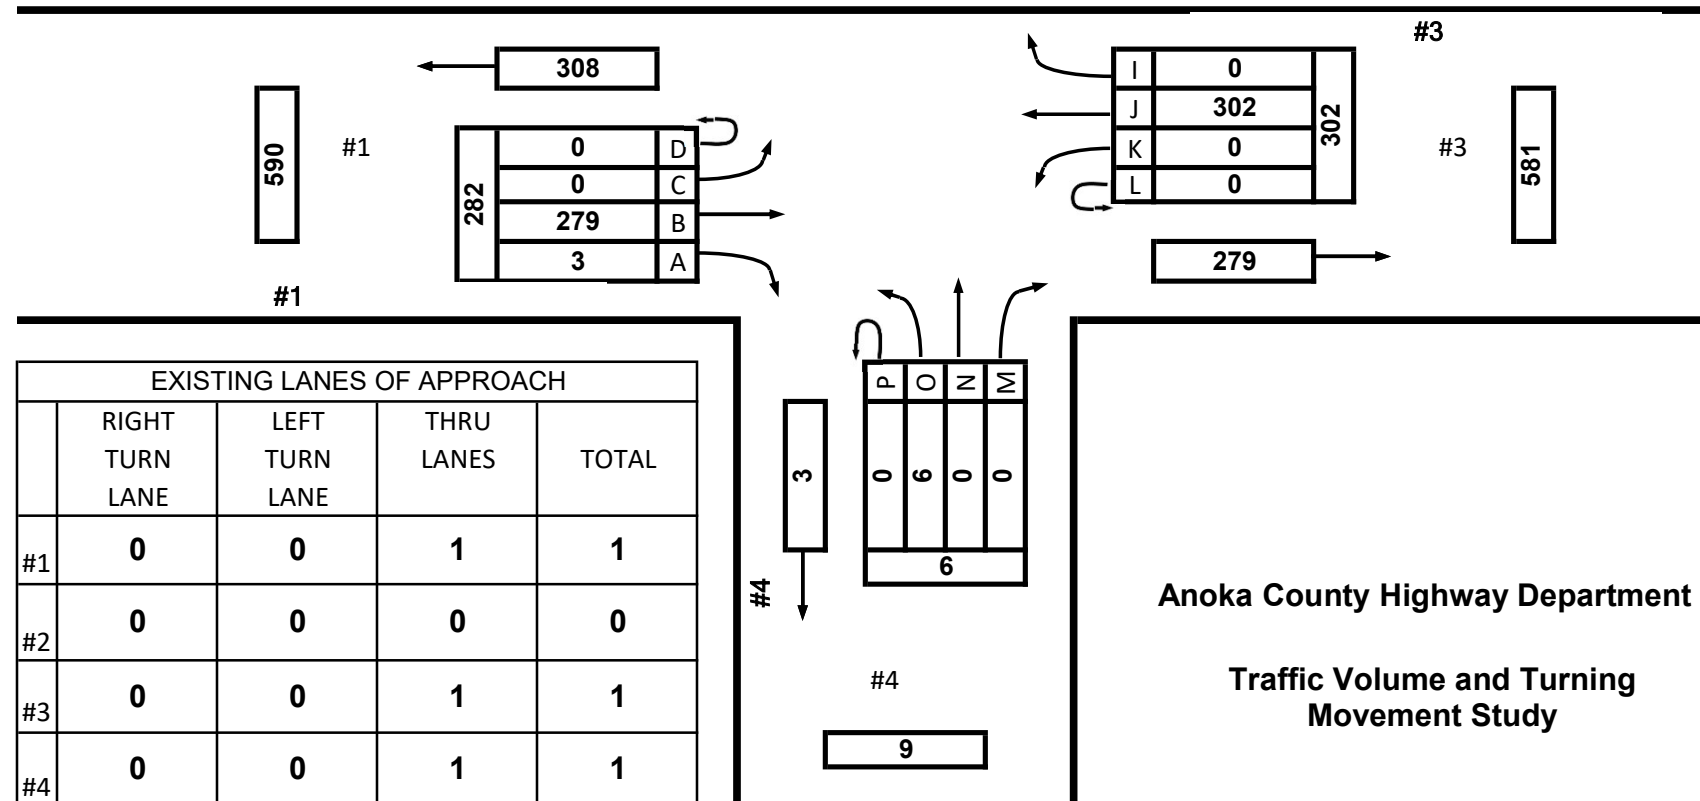 #3
308
I 0
590
#1
J 302
302
#3
581
0 D
K 0
282
0 C
L 0
279 B
3 A
279
#1
EXISTING LANES OF APPROACH
RIGHT TURN LANE
LEFT TURN LANE
THRU LANES
TOTAL
#1 0 0 1 1
#2 0 0 0 0
#3 0 0 1 1
#4 0 0 1 1
P O N M
3
0 6 0 0
6
#4
#4
9
Anoka County Highway Department
Traffic Volume and Turning
Movement Study